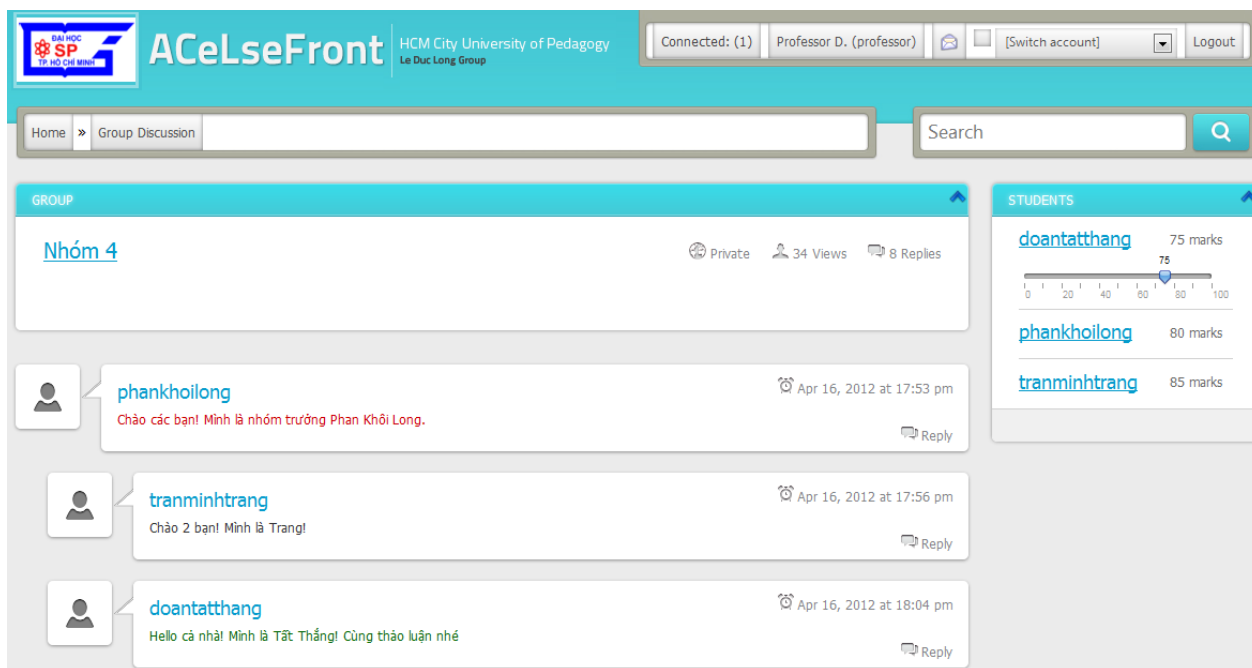 ĐẠI HỌC
SP
TP. HỒ CHÍ MINH
ACeLseFront
HCM City University of Pedagogy
Le Duc Long Group
Connected: (1)
Professor D. (professor)
[Switch account]
Logout
Home » Group Discussion
Search
GROUP
Nhóm 4
Private
34 Views
8 Replies
phankhoilong
Apr 16, 2012 at 17:53 pm
Chào các bạn! Mình là nhóm trưởng Phan Khôi Long.
Reply
tranminhtrang
Apr 16, 2012 at 17:56 pm
Chào 2 bạn! Mình là Trang!
Reply
doantatthang
Apr 16, 2012 at 18:04 pm
Hello cả nhà! Mình là Tất Thắng! Cùng thảo luận nhé
Reply
STUDENTS
doantatthang 75 marks
75
0 20 40 60 80 100
phankhoilong 80 marks
tranminhtrang 85 marks